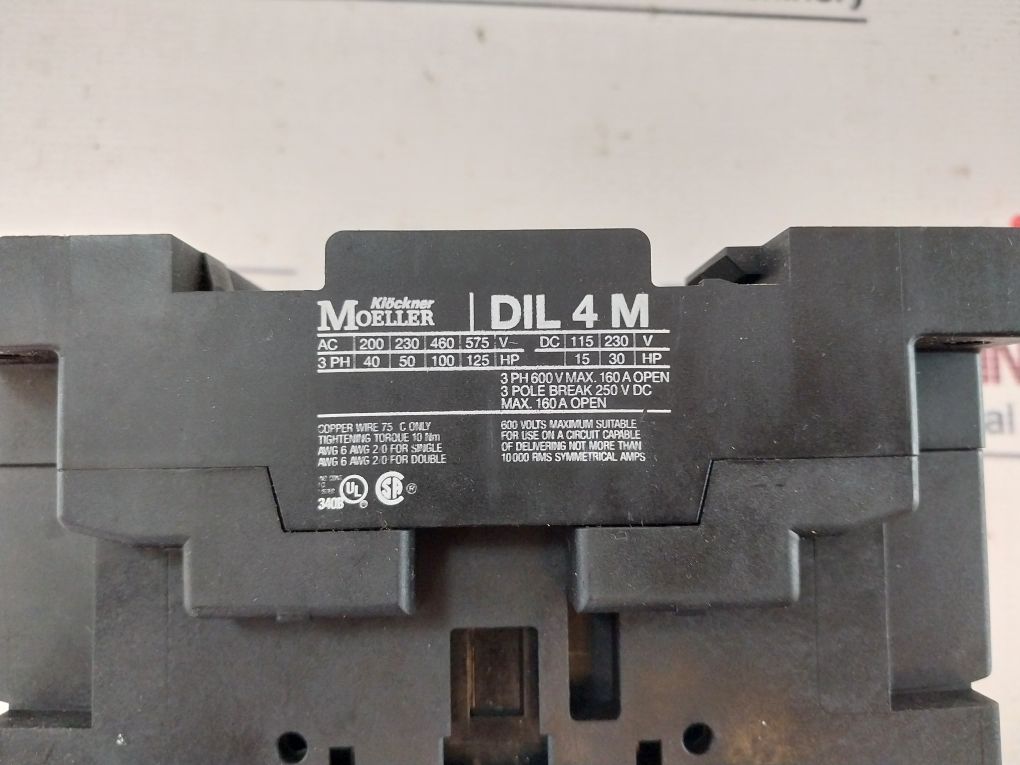 Klöckner
MOELLER
DIL 4 M
AC 200 230 460 575 V~ DC 115 230 V
3 PH 40 50 100 125 HP 15 30 HP
3 PH 600 V MAX. 160 A OPEN
3 POLE BREAK 250 V DC
MAX. 160 A OPEN
COPPER WIRE 75 C ONLY
TIGHTENING TORQUE 10 Nm
AWG 6 AWG 2/0 FOR SINGLE
AWG 6 AWG 2/0 FOR DOUBLE
600 VOLTS MAXIMUM SUITABLE
FOR USE ON A CIRCUIT CAPABLE
OF DELIVERING NOT MORE THAN
10 000 RMS SYMMETRICAL AMPS
340B
UL
SA ®
al